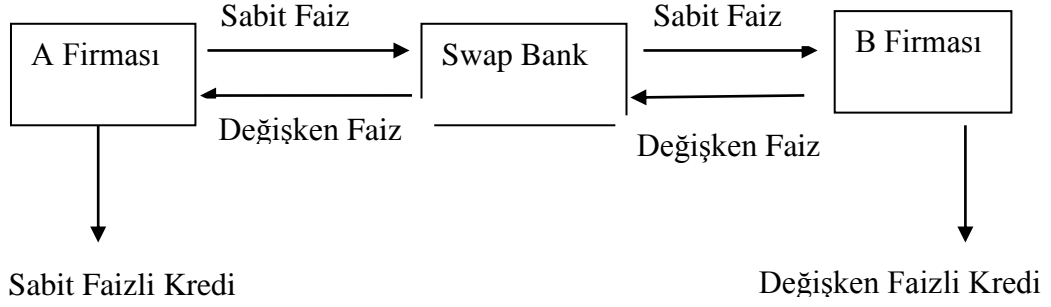 Sabit Faiz
Sabit Faiz
A Firması
Swap Bank
B Firması
Değişken Faiz
Değişken Faiz
Sabit Faizli Kredi
Değişken Faizli Kredi